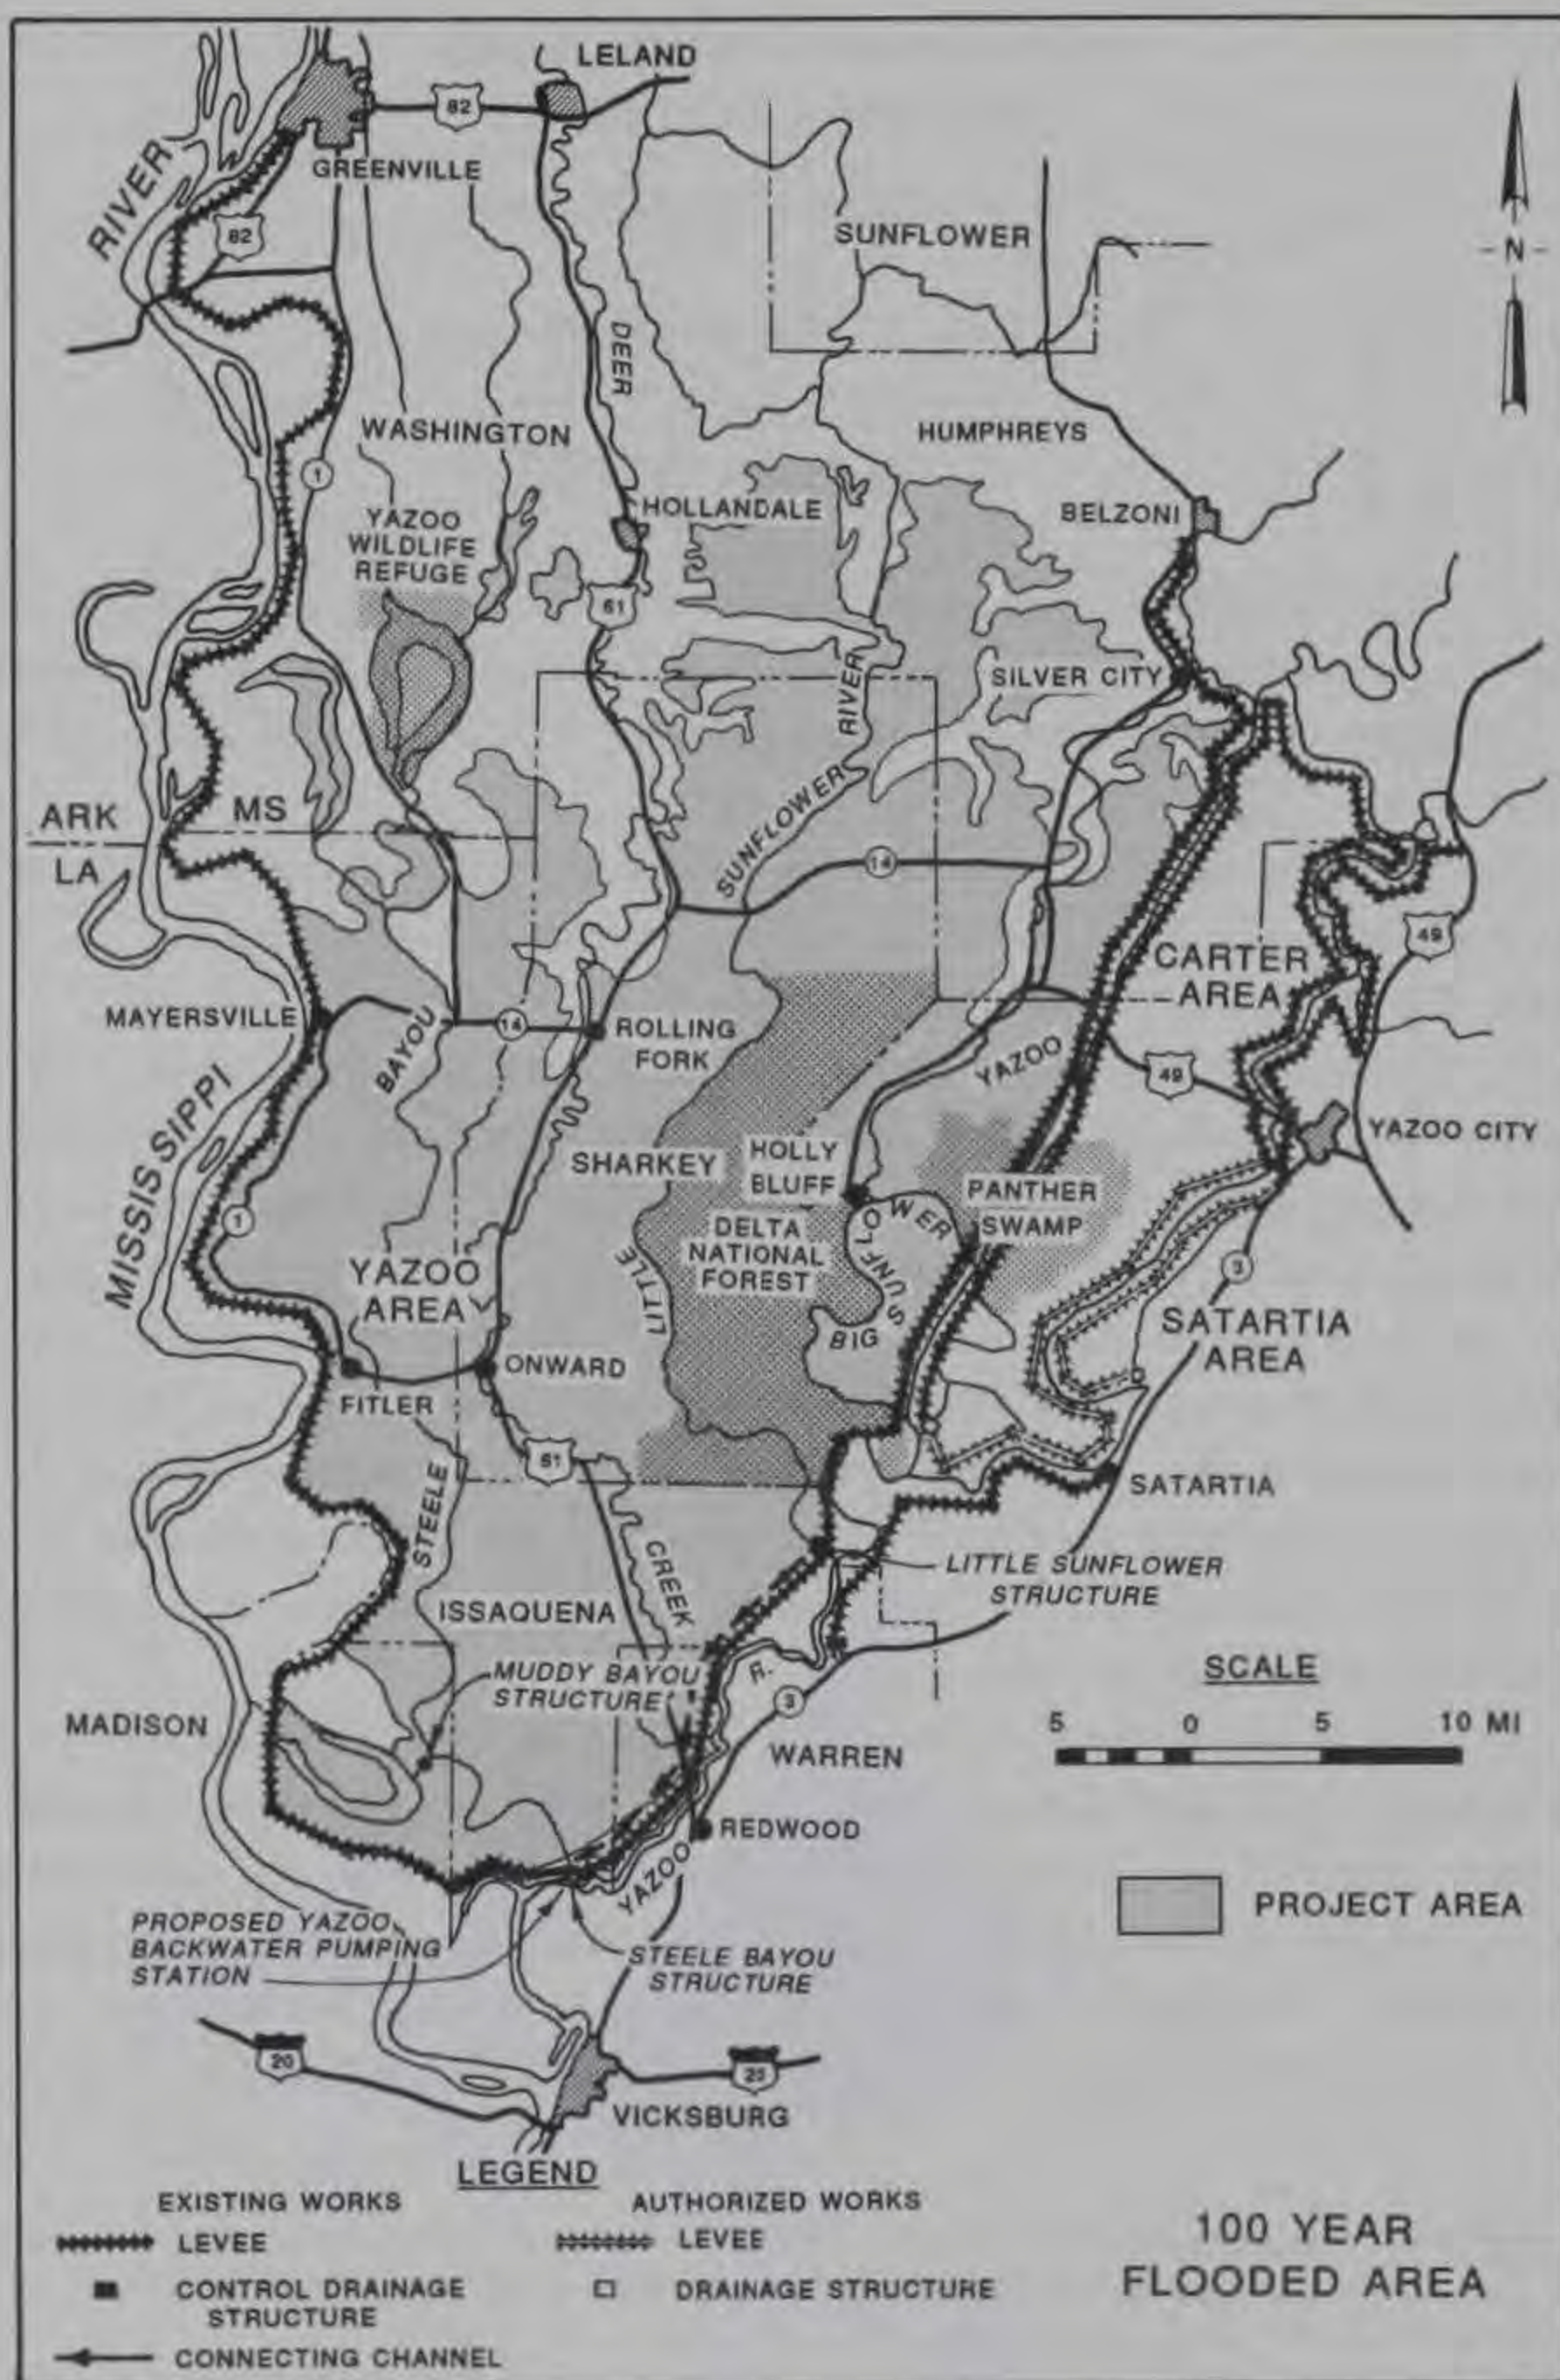 LELAND
82
GREENVILLE
RIVER
82
SUNFLOWER
- N -
DEER
WASHINGTON
HUMPHREYS
1
HOLLANDALE
BELZONI
YAZOO
WILDLIFE
REFUGE
61
SILVER CITY
RIVER
ARK
MS
LA
SUNFLOWER
14
49
CARTER
AREA
MAYERSVILLE
BAYOU
14
ROLLING
FORK
YAZOO
49
MISSISSIPPI
YAZOO CITY
SHARKEY
HOLLY
BLUFF
PANTHER
SWAMP
1
DELTA
NATIONAL
FOREST
LITTLE
BIG SUNFLOWER
YAZOO
AREA
3
SATARTIA
AREA
ONWARD
FITLER
61
STEELE
SATARTIA
CREEK
LITTLE SUNFLOWER
STRUCTURE
ISSAQUENA
MUDDY BAYOU
STRUCTURE
R.
3
SCALE
5 0 5 10 MI
MADISON
WARREN
REDWOOD
YAZOO
PROJECT AREA
PROPOSED YAZOO
BACKWATER PUMPING
STATION
STEELE BAYOU
STRUCTURE
20
25
VICKSBURG
LEGEND
EXISTING WORKS
AUTHORIZED WORKS
LEVEE
LEVEE
CONTROL DRAINAGE
STRUCTURE
DRAINAGE STRUCTURE
CONNECTING CHANNEL
100 YEAR
FLOODED AREA